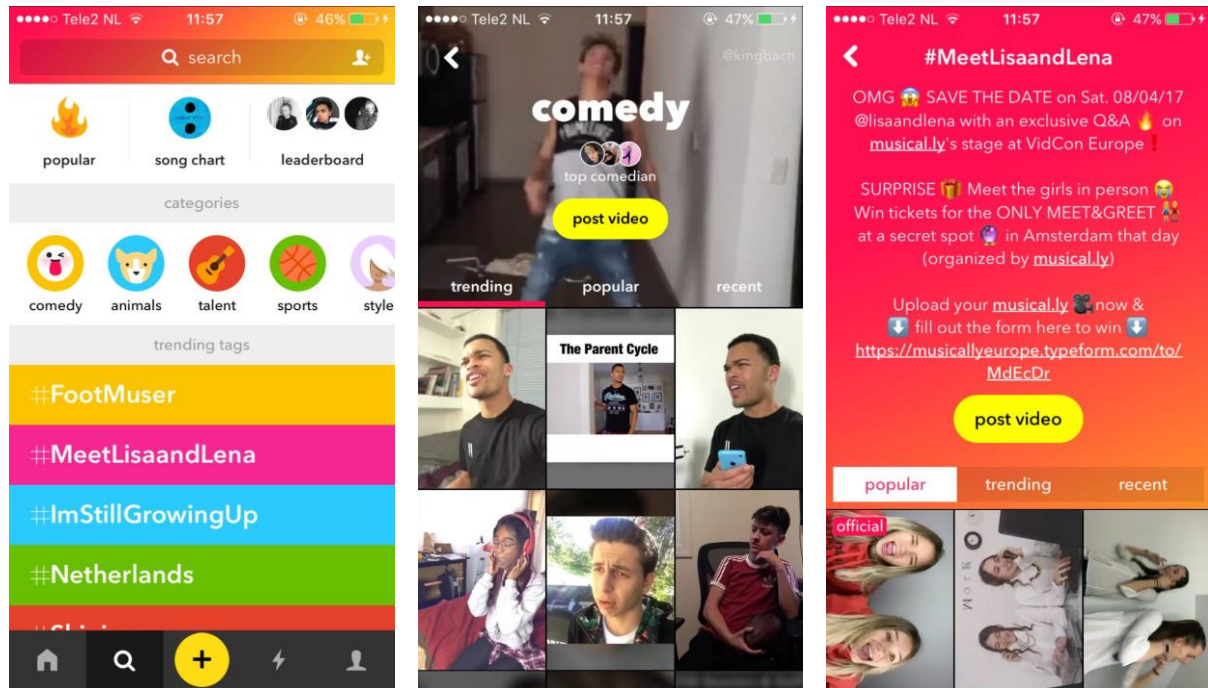 ●●●●○ Tele2 NL 11:57 46%
search
popular song chart leaderboard
categories
comedy animals talent sports style
trending tags
#FootMuser
#MeetLisaandLena
#ImStillGrowingUp
#Netherlands
●●●●○ Tele2 NL 11:57 47%
@kingbach
comedy
top comedian
post video
trending popular recent
The Parent Cycle
●●●●○ Tele2 NL 11:57 47%
#MeetLisaandLena
OMG 😱 SAVE THE DATE on Sat. 08/04/17
@lisaandlena with an exclusive Q&A 🔥 on
musical.ly's stage at VidCon Europe❗
SURPRISE 🎁 Meet the girls in person 😭
Win tickets for the ONLY MEET&GREET 👭
at a secret spot 🔮 in Amsterdam that day
(organized by musical.ly)
Upload your musical.ly 🎥 now &
⬇️ fill out the form here to win ⬇️
https://musicallyeurope.typeform.com/to/
MdEcDr
post video
popular trending recent
official